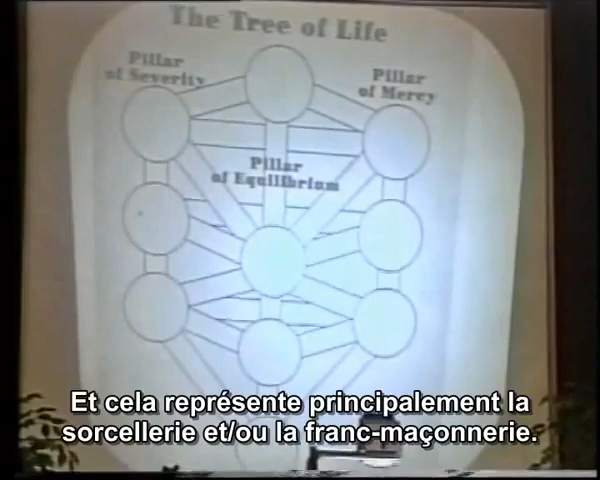 The Tree of Life
Pillar
of Severity
Pillar
of Mercy
Pillar
of Equilibrium
Et cela représente principalement la
sorcellerie et/ou la franc-maçonnerie.